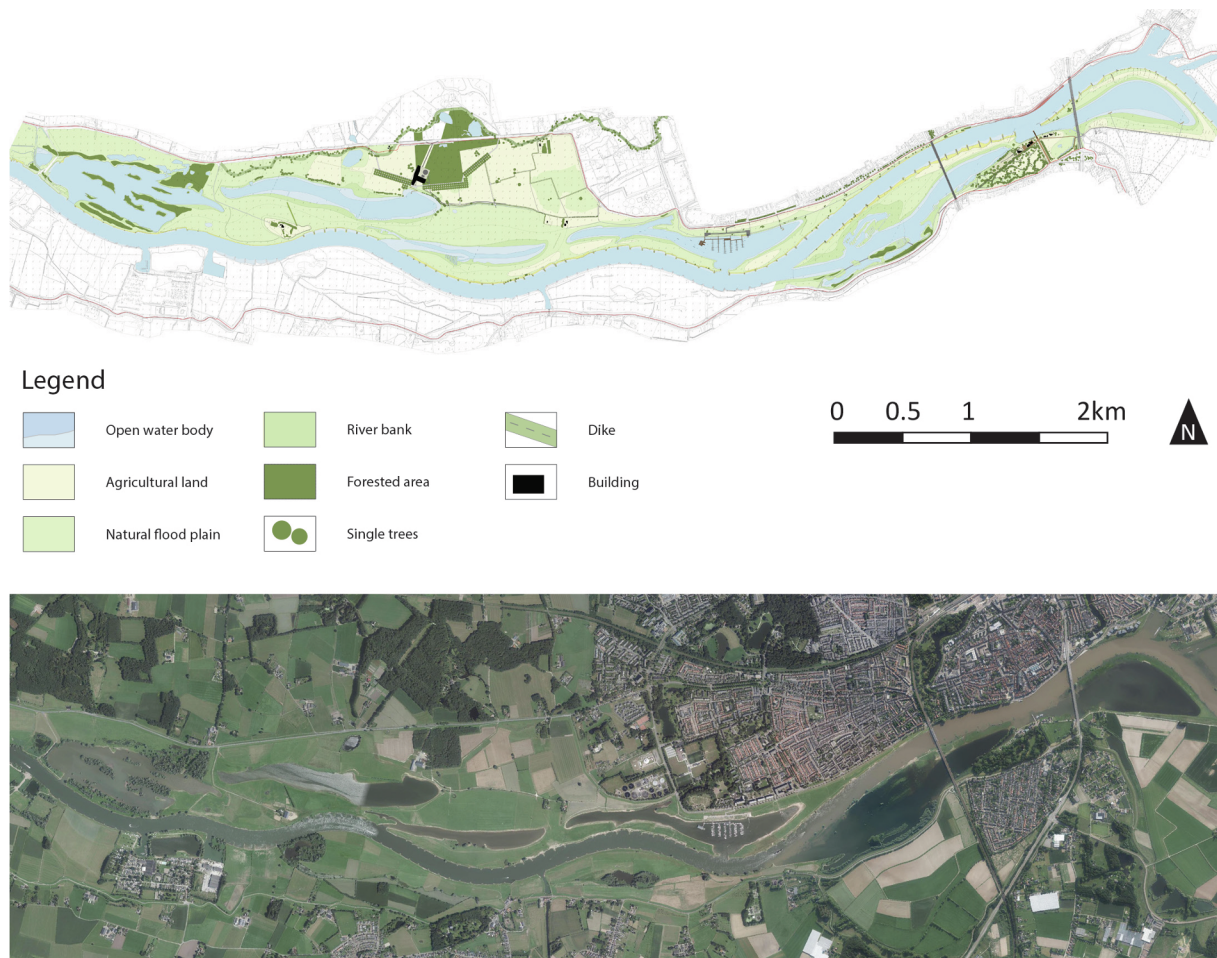 Legend
Open water body
River bank
Dike
Agricultural land
Forested area
Building
Natural flood plain
Single trees
0 0.5 1 2km
N